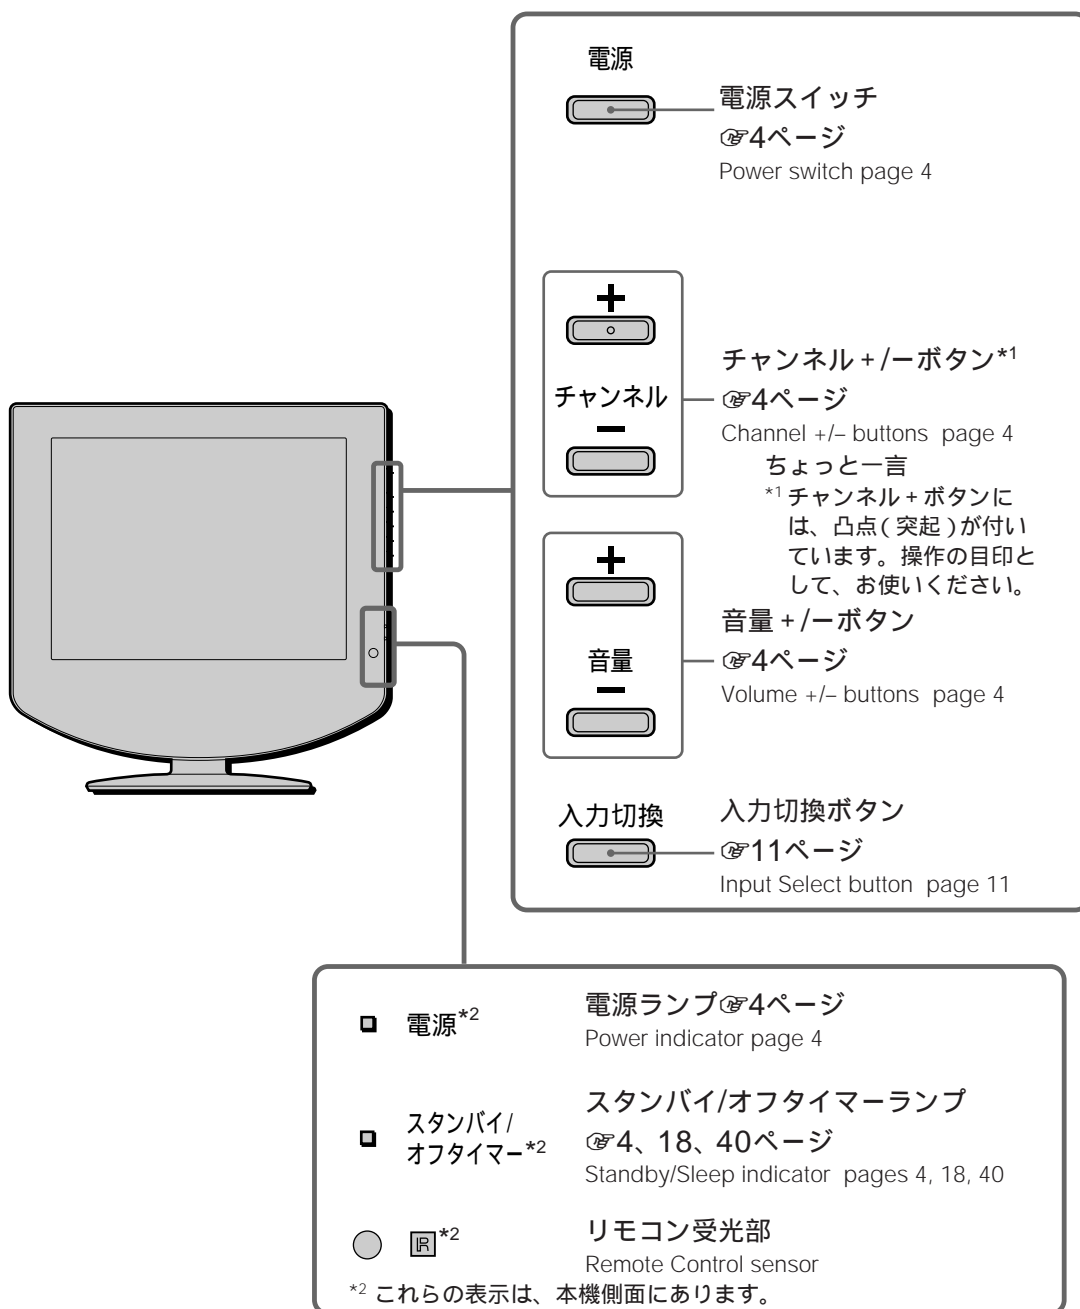 電源
電源スイッチ
☞4ページ
Power switch page 4
+
チャンネル
−
チャンネル+/−ボタン*1
☞4ページ
Channel +/– buttons page 4
ちょっと一言
*1 チャンネル+ボタンに
は、凸点(突起)が付い
ています。操作の目印と
して、お使いください。
+
音量
−
音量+/−ボタン
☞4ページ
Volume +/– buttons page 4
入力切換
入力切換ボタン
☞11ページ
Input Select button page 11
電源*2
電源ランプ☞4ページ
Power indicator page 4
スタンバイ/
オフタイマー*2
スタンバイ/オフタイマーランプ
☞4、18、40ページ
Standby/Sleep indicator pages 4, 18, 40
IR*2
リモコン受光部
Remote Control sensor
*2 これらの表示は、本機側面にあります。